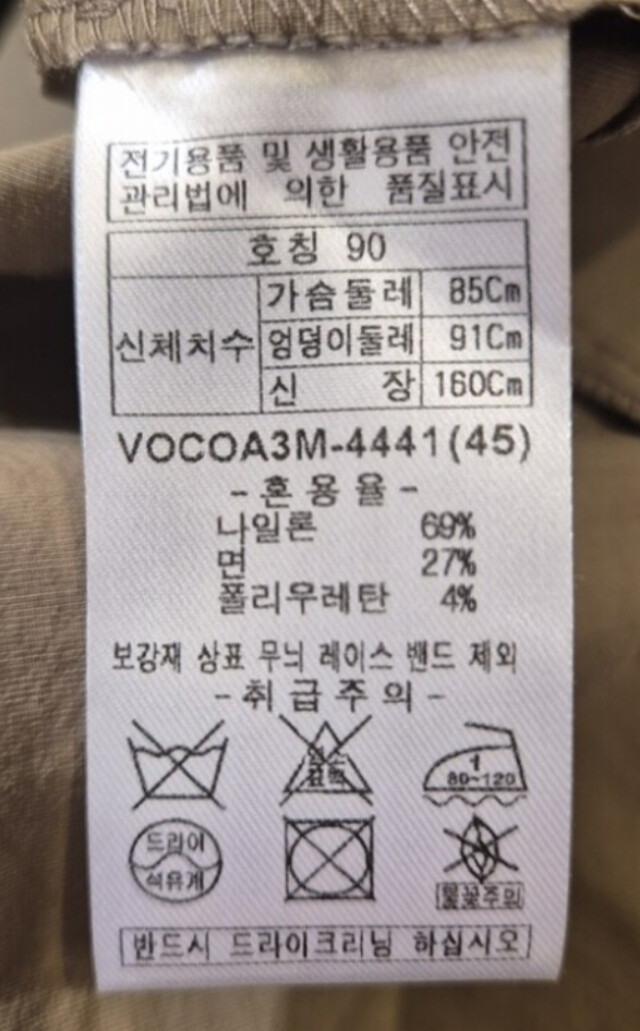 전기용품 및 생활용품 안전
관리법에 의한 품질표시
호칭 90
신체치수
가슴둘레 85Cm
엉덩이둘레 91Cm
신 장 160Cm
VOCOA3M-4441(45)
-혼용율-
나일론 69%
면 27%
폴리우레탄 4%
보강재 상표 무늬 레이스 밴드 제외
-취급주의-
1
80~120
드라이
석유계
불꽃주의
반드시 드라이크리닝 하십시오